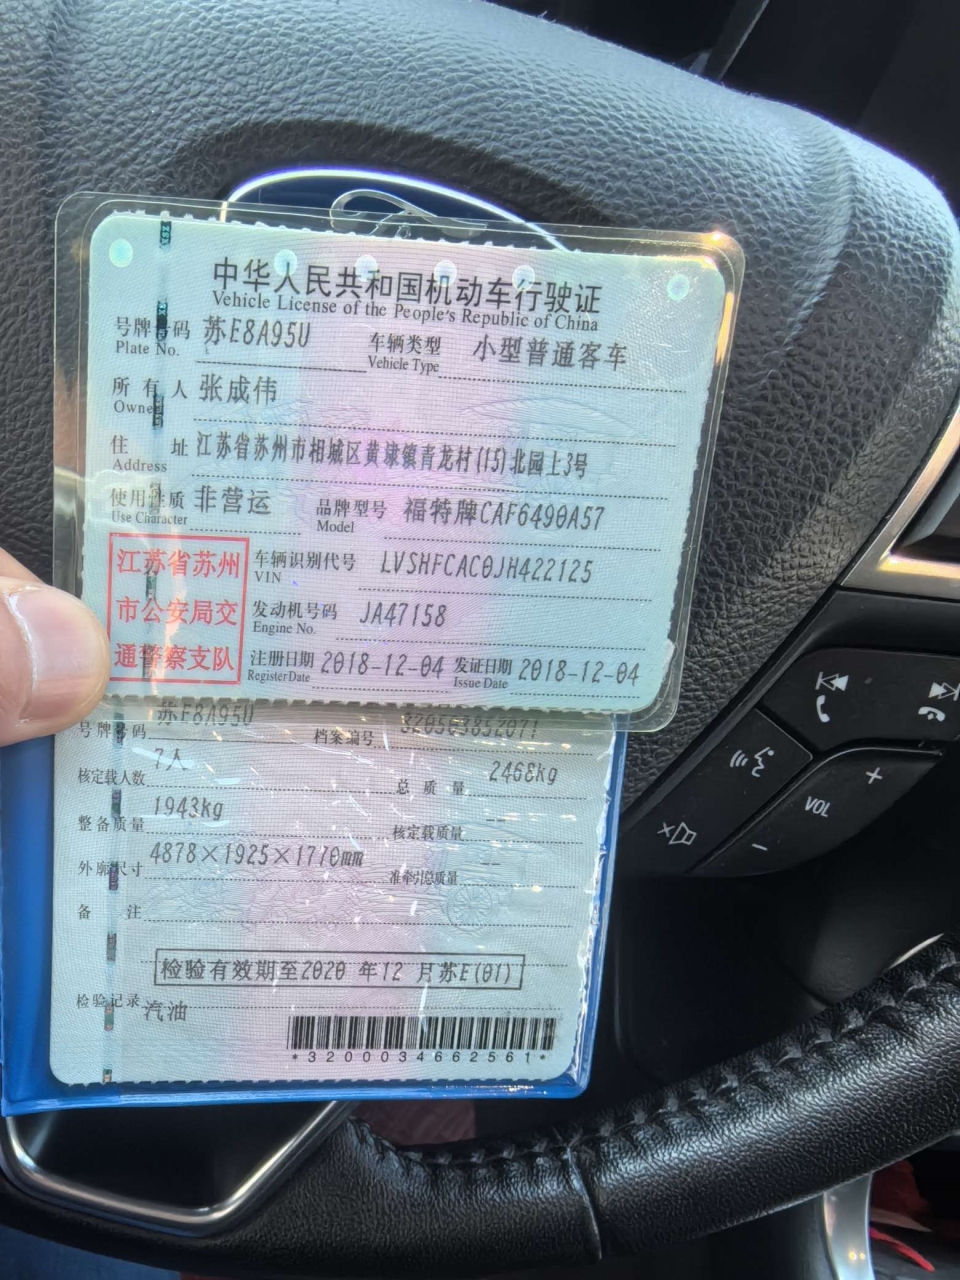 中华人民共和国机动车行驶证
Vehicle License of the People's Republic of China
号牌号码 苏E8A95U 车辆类型 小型普通客车
Plate No. Vehicle Type
所有人 张成伟
Owner
住 址 江苏省苏州市相城区黄埭镇青龙村(15)北园上3号
Address
使用性质 非营运 品牌型号 福特牌CAF6490A57
Use Character Model
江苏省苏州
市公安局交
通警察支队
车辆识别代号 LVSHFCAC0JH422125
VIN
发动机号码 JA47158
Engine No.
注册日期 2018-12-04 发证日期 2018-12-04
Register Date Issue Date
号牌号码 苏E8A95U 档案编号
核定载人数 7人 总质量 2468kg
整备质量 1943kg 核定载质量 --
外廓尺寸 4878×1925×1770mm 准牵引总质量 --
备 注
检验有效期至2020 年12 月苏E(01)
检验记录 汽油
*3200034662561*
VOL